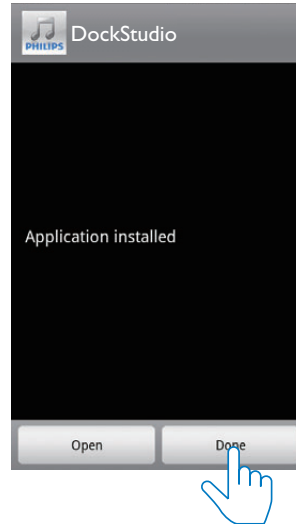 PHILIPS
DockStudio
Application installed
Open
Done